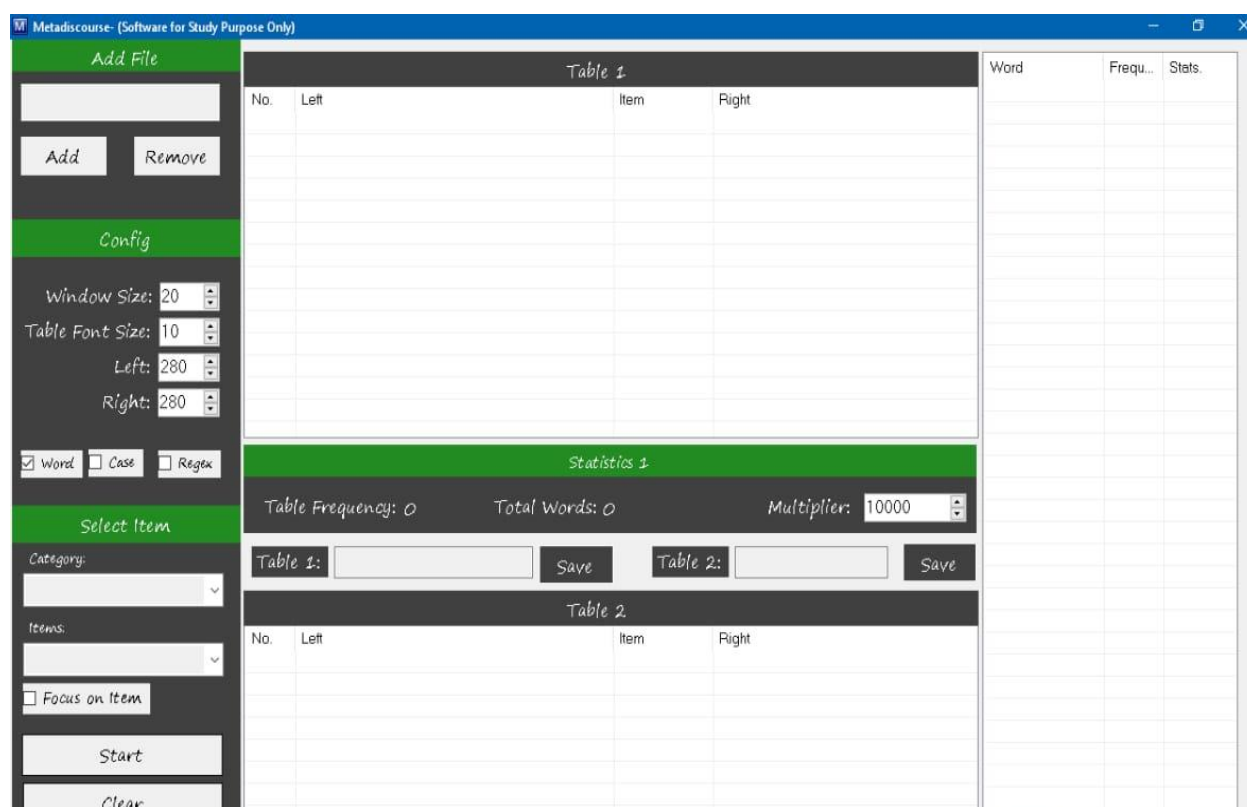 M Metadiscourse- (Software for Study Purpose Only)
Add File
Add Remove
Config
Window Size: 20
Table Font Size: 10
Left: 280
Right: 280
Word Case Regex
Select Item
Category:
Items:
Focus on Item
Start
Clear
Table 1
No. Left Item Right
Statistics 1
Table Frequency: 0 Total Words: 0 Multiplier: 10000
Table 1: Save Table 2: Save
Table 2
No. Left Item Right
Word Frequ... Stats.